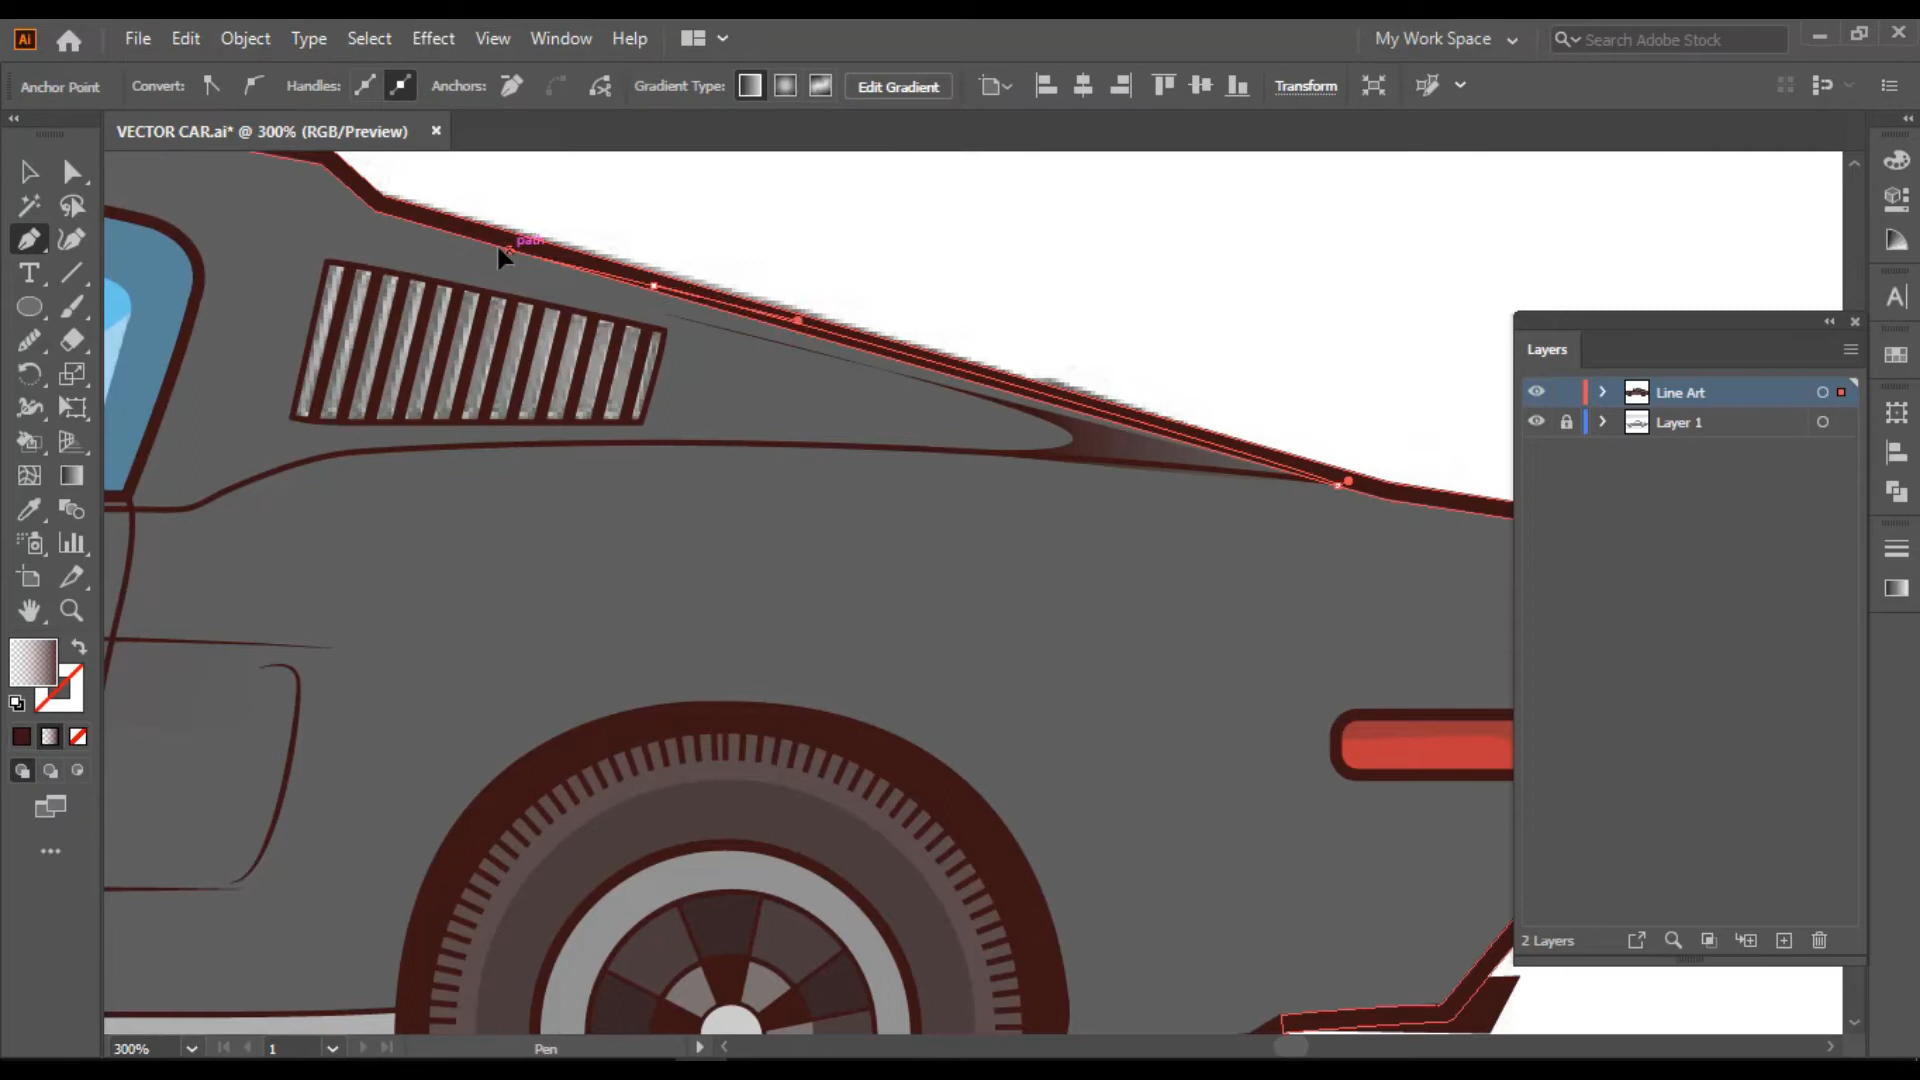 Ai File Edit Object Type Select Effect View Window Help My Work Space Search Adobe Stock
Anchor Point Convert: Handles: Anchors: Gradient Type: Edit Gradient Transform
VECTOR CAR.ai* @ 300% (RGB/Preview)
path
Layers
Line Art
Layer 1
2 Layers
300% 1 Pen